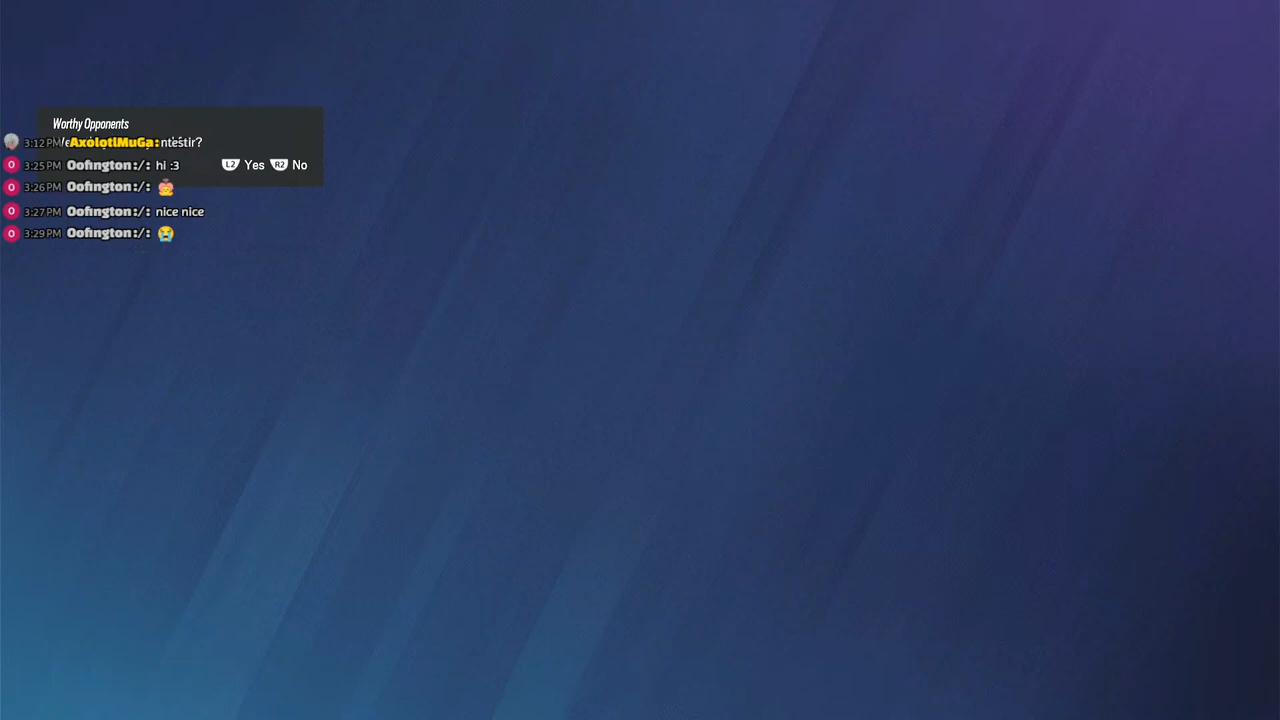 Worthy Opponents
3:12 PM AxolotlMuGa:
3:25 PM Oofington:/: hi :3
L2 Yes R2 No
3:26 PM Oofington:/:
3:27 PM Oofington:/: nice nice
3:29 PM Oofington:/: 😭